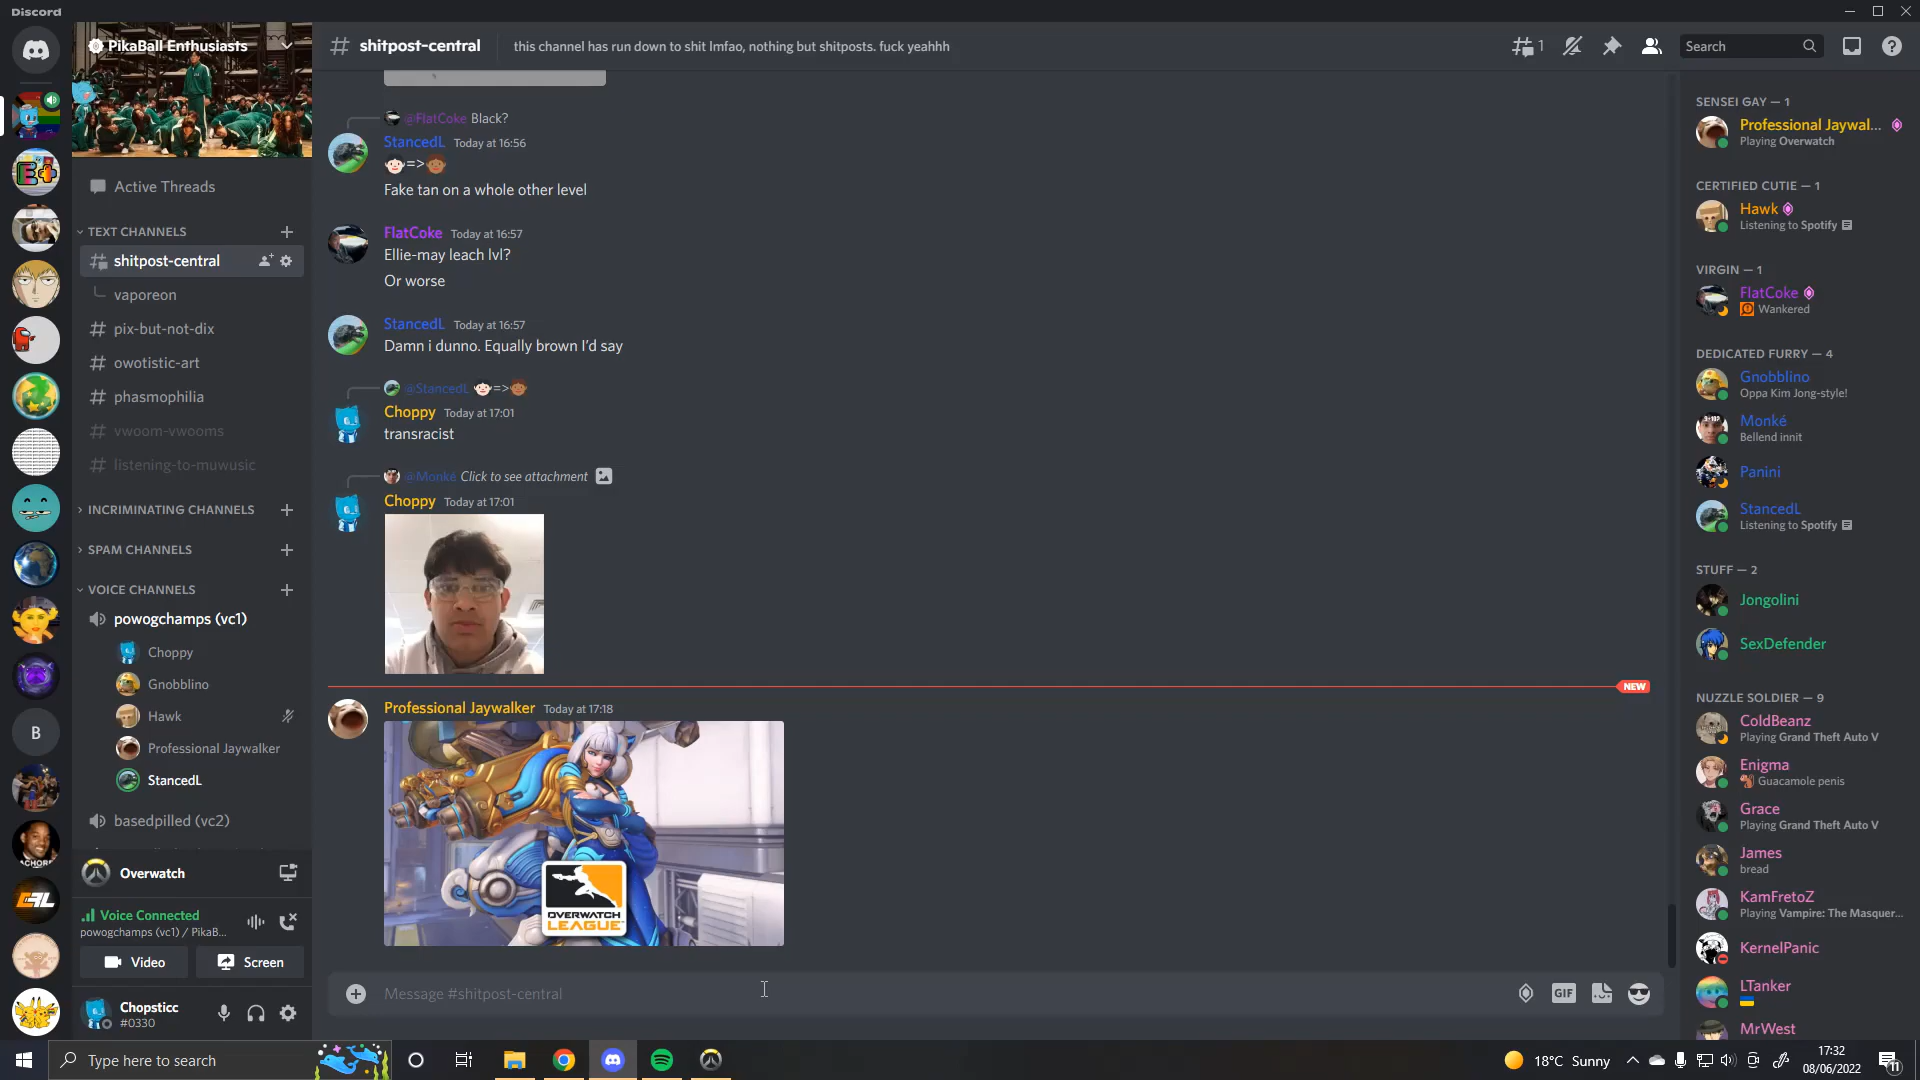 Discord
PikaBall Enthusiasts
shitpost-central
this channel has run down to shit lmfao, nothing but shitposts. fuck yeahhh
1
Search
Active Threads
TEXT CHANNELS
shitpost-central
vaporeon
pix-but-not-dix
owotistic-art
phasmophilia
vwoom-vwooms
listening-to-muwusic
INCRIMINATING CHANNELS
SPAM CHANNELS
VOICE CHANNELS
powogchamps (vc1)
Choppy
Gnobblino
Hawk
Professional Jaywalker
StancedL
basedpilled (vc2)
Overwatch
Voice Connected
powogchamps (vc1) / PikaB...
Video
Screen
Chopsticc
#0330
B
ACHOR
@FlatCoke Black?
StancedL Today at 16:56
=>
Fake tan on a whole other level
FlatCoke Today at 16:57
Ellie-may leach lvl?
Or worse
StancedL Today at 16:57
Damn i dunno. Equally brown I'd say
@StancedL =>
Choppy Today at 17:01
transracist
@Monké Click to see attachment
Choppy Today at 17:01
NEW
Professional Jaywalker Today at 17:18
OVERWATCH
LEAGUE
Message #shitpost-central
GIF
SENSEI GAY — 1
Professional Jaywal...
Playing Overwatch
CERTIFIED CUTIE — 1
Hawk
Listening to Spotify
VIRGIN — 1
FlatCoke
Wankered
DEDICATED FURRY — 4
Gnobblino
Oppa Kim Jong-style!
Monké
Bellend innit
Panini
StancedL
Listening to Spotify
STUFF — 2
Jongolini
SexDefender
NUZZLE SOLDIER — 9
ColdBeanz
Playing Grand Theft Auto V
Enigma
Guacamole penis
Grace
Playing Grand Theft Auto V
James
bread
KamFretoZ
Playing Vampire: The Masquer...
KernelPanic
LTanker
MrWest
Type here to search
18°C Sunny
17:32
08/06/2022
11